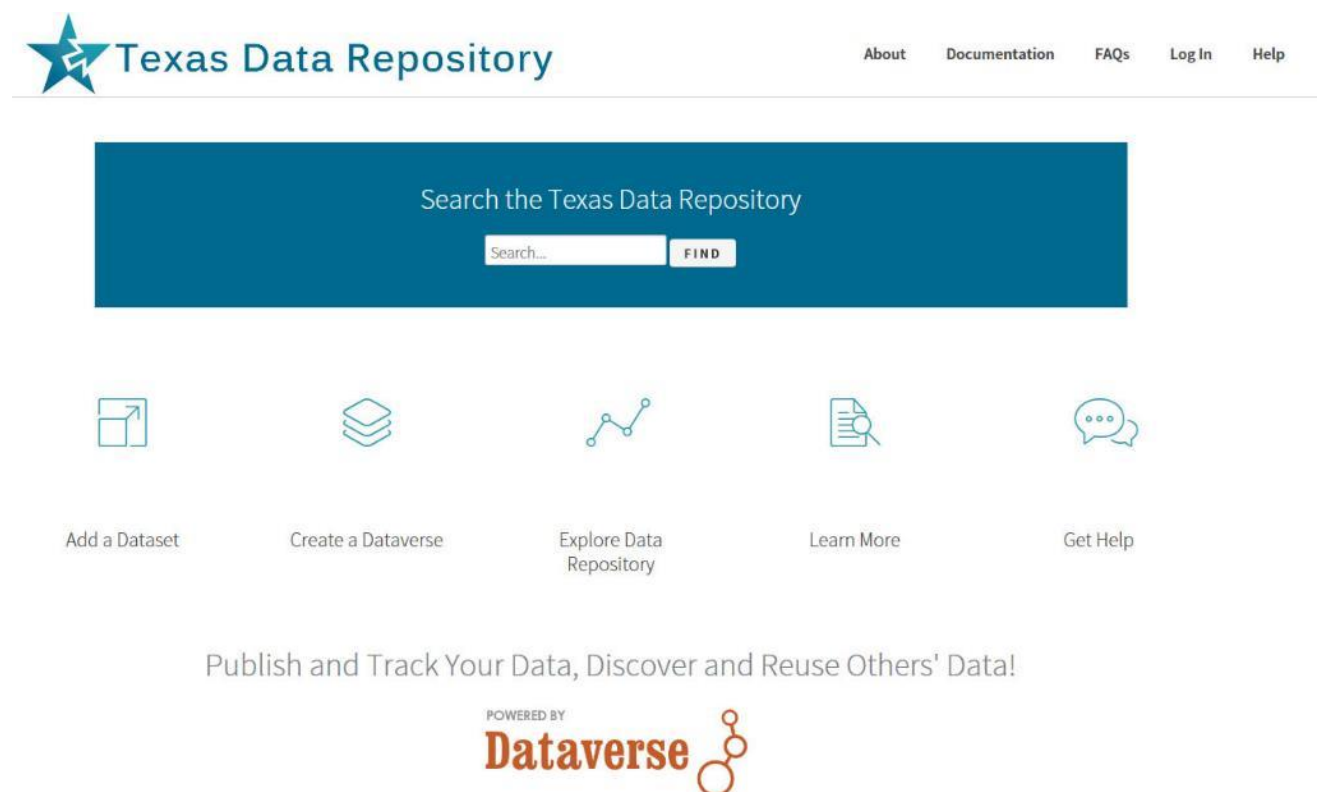 Texas Data Repository
About Documentation FAQs Log In Help
Search the Texas Data Repository
Search... FIND
Add a Dataset Create a Dataverse Explore Data Learn More Get Help
Repository
Publish and Track Your Data, Discover and Reuse Others' Data!
POWERED BY
Dataverse